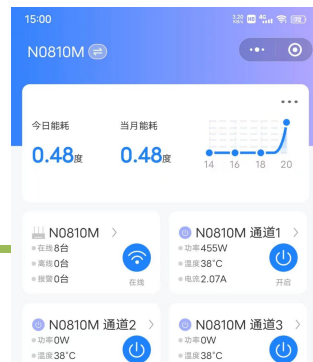 15:00
N0810M
今日能耗
当月能耗
0.48度
0.48度
14 16 18 20
N0810M
在线8台
离线0台
报警0台
在线
N0810M 通道1
功率455W
温度38°C
电流2.07A
开启
N0810M 通道2
功率0W
温度38°C
N0810M 通道3
功率0W
温度38°C